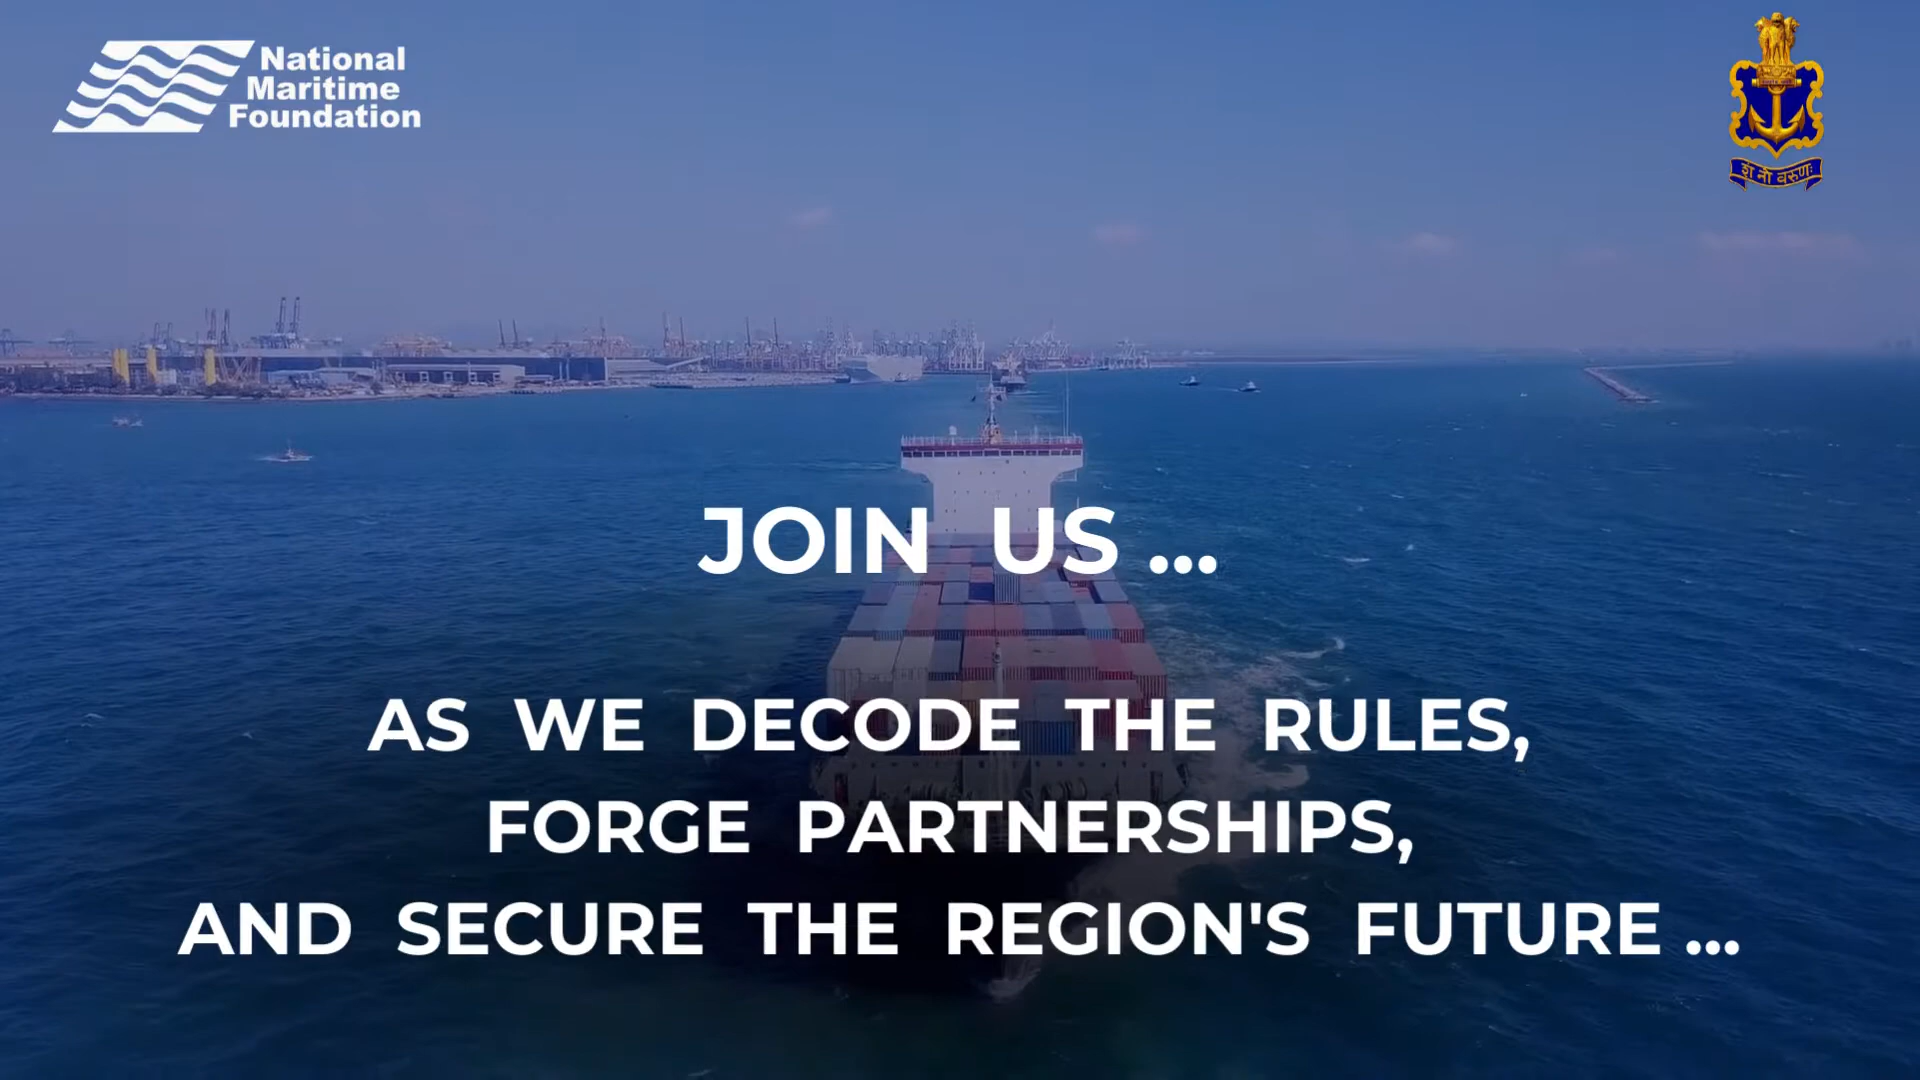 National
Maritime
Foundation
शं नो वरुणः
JOIN US ...
AS WE DECODE THE RULES,
FORGE PARTNERSHIPS,
AND SECURE THE REGION'S FUTURE ...